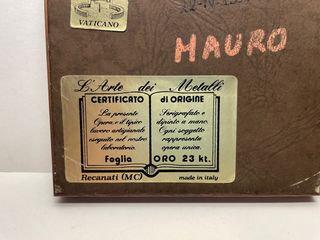 VATICANO
MAURO
L'Arte dei Metalli
CERTIFICATO di ORIGINE
La presente
Opera e il tipico
lavoro artigianale
eseguito nel nostro
laboratorio.
Foglia
Serigrafato e
dipinto a mano.
Ogni soggetto
rappresenta
opera unica.
ORO 23 kt.
Recanati (MC) made in italy